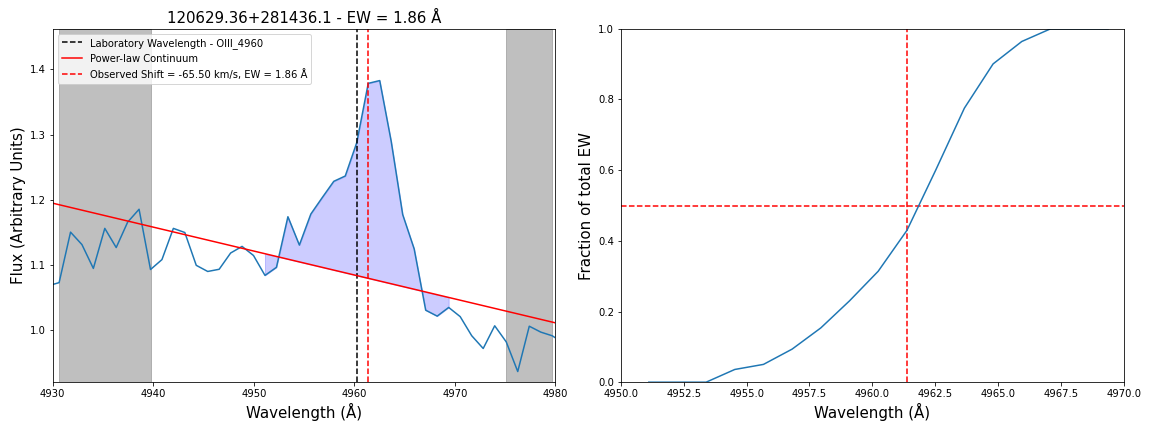 120629.36+281436.1 - EW = 1.86 Å
Laboratory Wavelength - OIII_4960
Power-law Continuum
Observed Shift = -65.50 km/s, EW = 1.86 Å
Flux (Arbitrary Units)
1.4
1.3
1.2
1.1
1.0
4930 4940 4950 4960 4970 4980
Wavelength (Å)
Fraction of total EW
1.0
0.8
0.6
0.4
0.2
0.0
4950.0 4952.5 4955.0 4957.5 4960.0 4962.5 4965.0 4967.5 4970.0
Wavelength (Å)